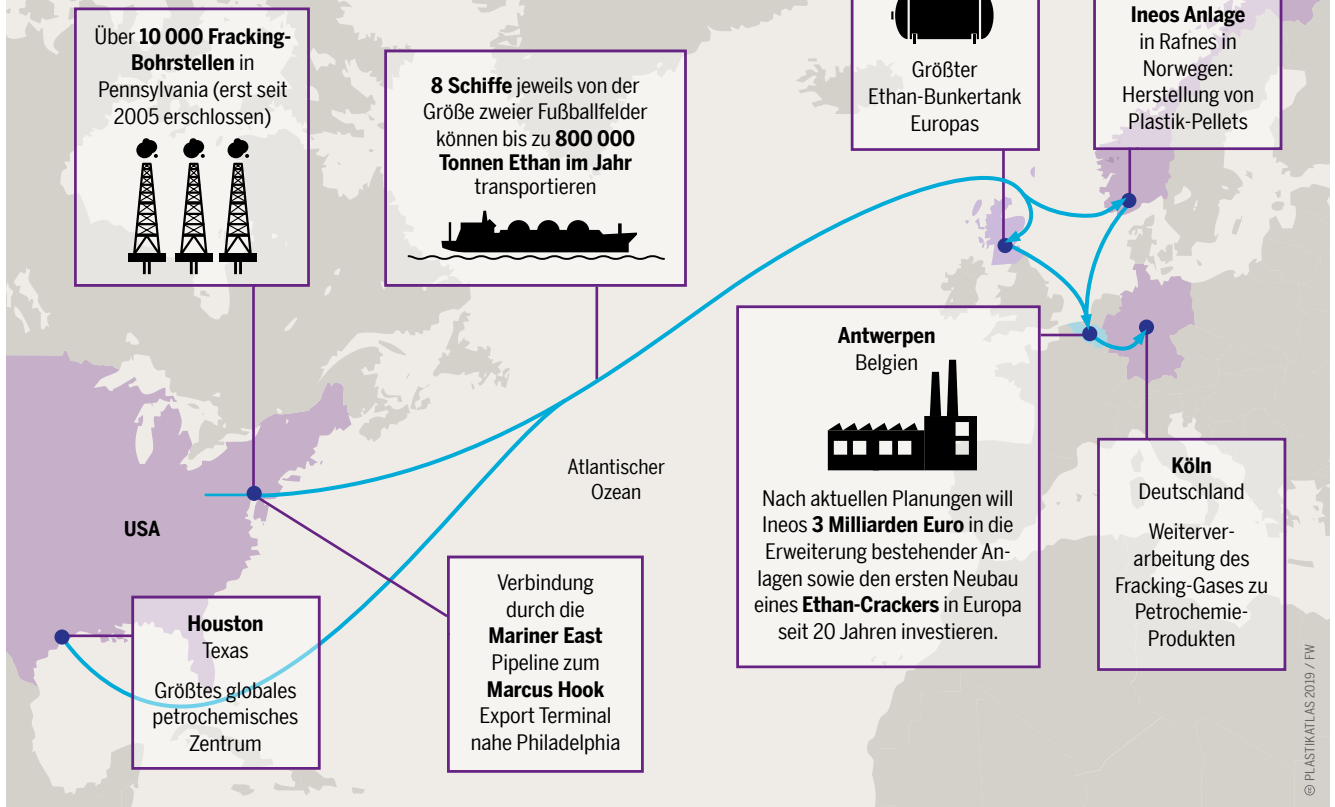 Über 10 000 Fracking-
Bohrstellen in
Pennsylvania (erst seit
2005 erschlossen)
8 Schiffe jeweils von der
Größe zweier Fußballfelder
können bis zu 800 000
Tonnen Ethan im Jahr
transportieren
Größter
Ethan-Bunkertank
Europas
Ineos Anlage
in Rafnes in
Norwegen:
Herstellung von
Plastik-Pellets
Antwerpen
Belgien
Nach aktuellen Planungen will
Ineos 3 Milliarden Euro in die
Erweiterung bestehender An-
lagen sowie den ersten Neubau
eines Ethan-Crackers in Europa
seit 20 Jahren investieren.
Köln
Deutschland
Weiterver-
arbeitung des
Fracking-Gases zu
Petrochemie-
Produkten
Atlantischer
Ozean
USA
Verbindung
durch die
Mariner East
Pipeline zum
Marcus Hook
Export Terminal
nahe Philadelphia
Houston
Texas
Größtes globales
petrochemisches
Zentrum
© PLASTIKATLAS 2019 / FW